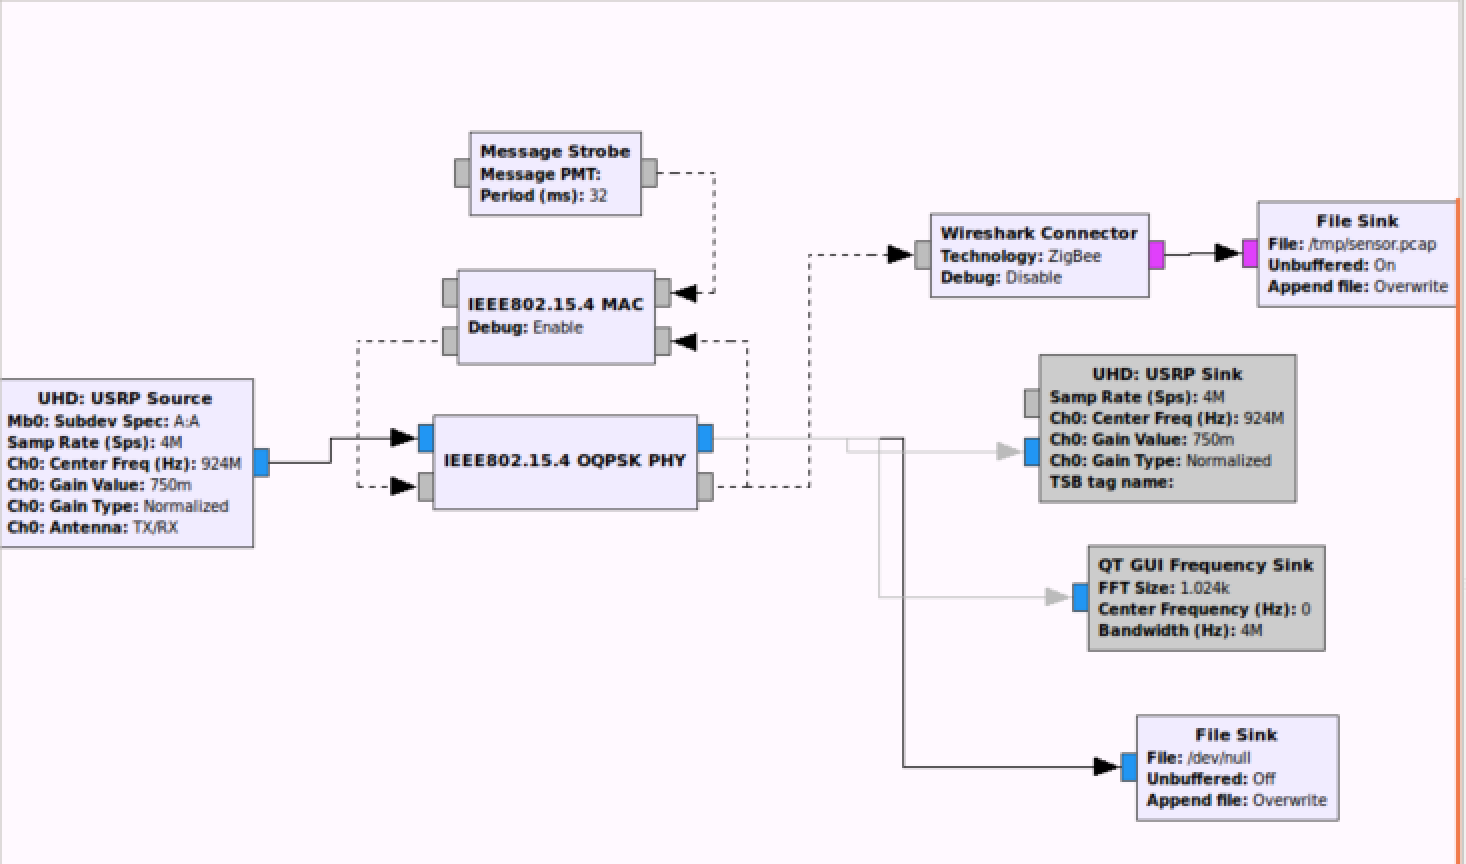 Message Strobe
Message PMT:
Period (ms): 32
IEEE802.15.4 MAC
Debug: Enable
UHD: USRP Source
Mb0: Subdev Spec: A:A
Samp Rate (Sps): 4M
Ch0: Center Freq (Hz): 924M
Ch0: Gain Value: 750m
Ch0: Gain Type: Normalized
Ch0: Antenna: TX/RX
IEEE802.15.4 OQPSK PHY
Wireshark Connector
Technology: ZigBee
Debug: Disable
File Sink
File: /tmp/sensor.pcap
Unbuffered: On
Append file: Overwrite
UHD: USRP Sink
Samp Rate (Sps): 4M
Ch0: Center Freq (Hz): 924M
Ch0: Gain Value: 750m
Ch0: Gain Type: Normalized
TSB tag name:
QT GUI Frequency Sink
FFT Size: 1.024k
Center Frequency (Hz): 0
Bandwidth (Hz): 4M
File Sink
File: /dev/null
Unbuffered: Off
Append file: Overwrite